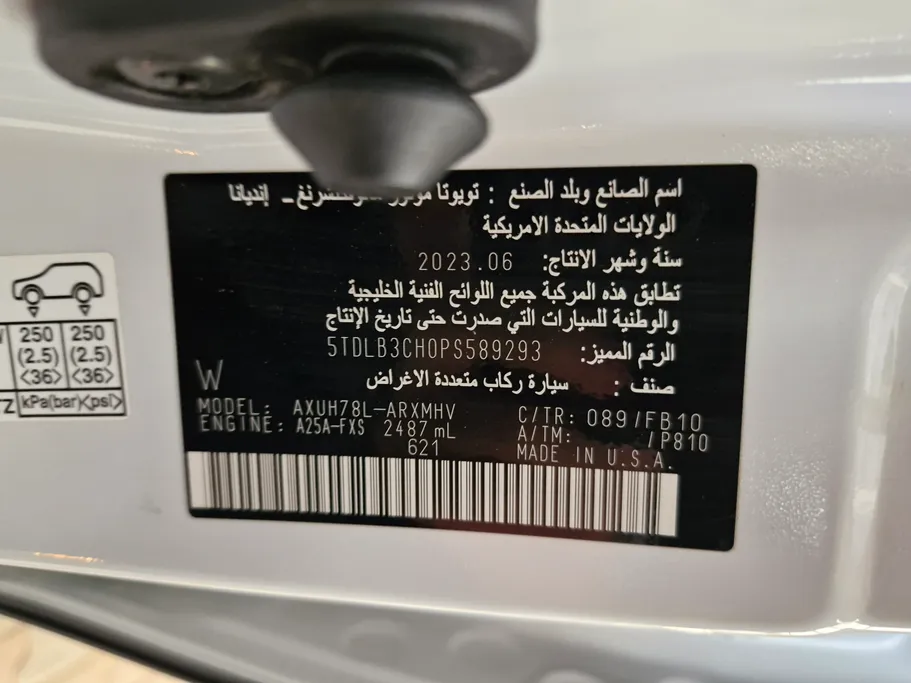 اسم الصانع وبلد الصنع : تويوتا موتور إنديانا
الولايات المتحدة الامريكية
سنة وشهر الانتاج: 2023.06
تطابق هذه المركبة جميع اللوائح الفنية الخليجية
والوطنية للسيارات التي صدرت حتى تاريخ الإنتاج
الرقم المميز: 5TDLB3CH0PS589293
صنف : سيارة ركاب متعددة الاغراض
W
MODEL: AXUH78L-ARXMHV C/TR: 089/FB10
ENGINE: A25A-FXS 2487mL A/TM: /P810
621 MADE IN U.S.A.
250 250
(2.5) (2.5)
<36> <36>
kPa(bar)<psi>